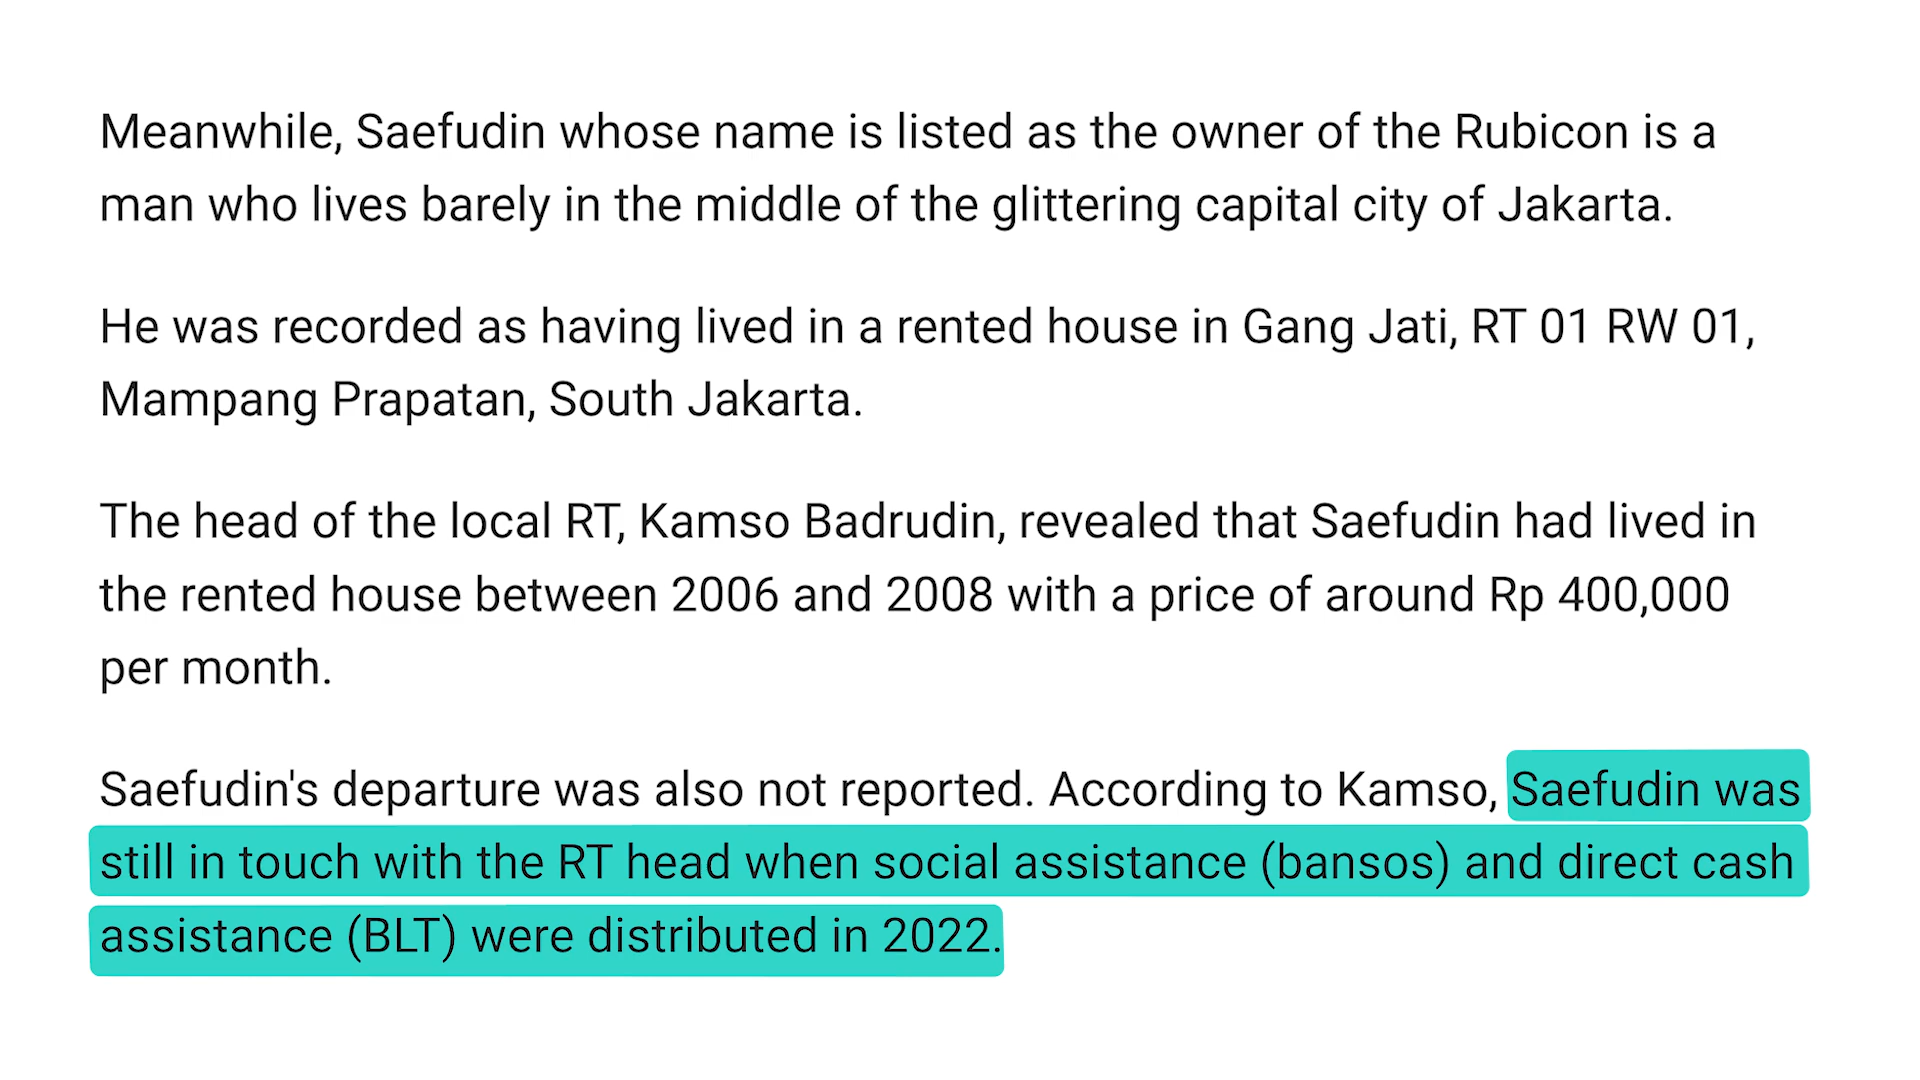 Meanwhile, Saefudin whose name is listed as the owner of the Rubicon is a
man who lives barely in the middle of the glittering capital city of Jakarta.
He was recorded as having lived in a rented house in Gang Jati, RT 01 RW 01,
Mampang Prapatan, South Jakarta.
The head of the local RT, Kamso Badrudin, revealed that Saefudin had lived in
the rented house between 2006 and 2008 with a price of around Rp 400,000
per month.
Saefudin's departure was also not reported. According to Kamso, Saefudin was
still in touch with the RT head when social assistance (bansos) and direct cash
assistance (BLT) were distributed in 2022.